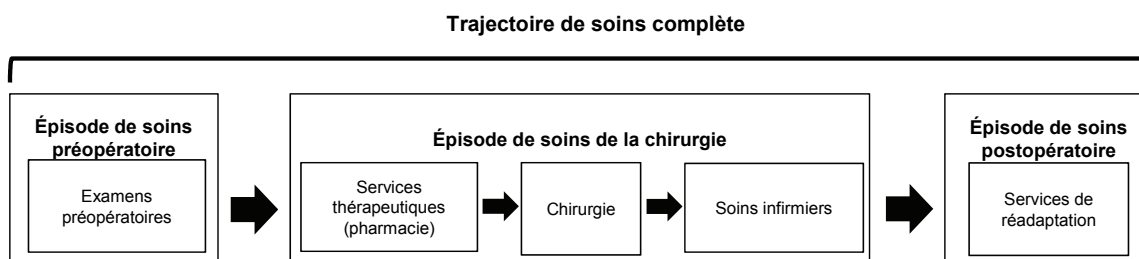 Trajectoire de soins complète
Épisode de soins
préopératoire
Examens
préopératoires
Épisode de soins de la chirurgie
Services
thérapeutiques
(pharmacie)
Chirurgie
Soins infirmiers
Épisode de soins
postopératoire
Services de
réadaptation